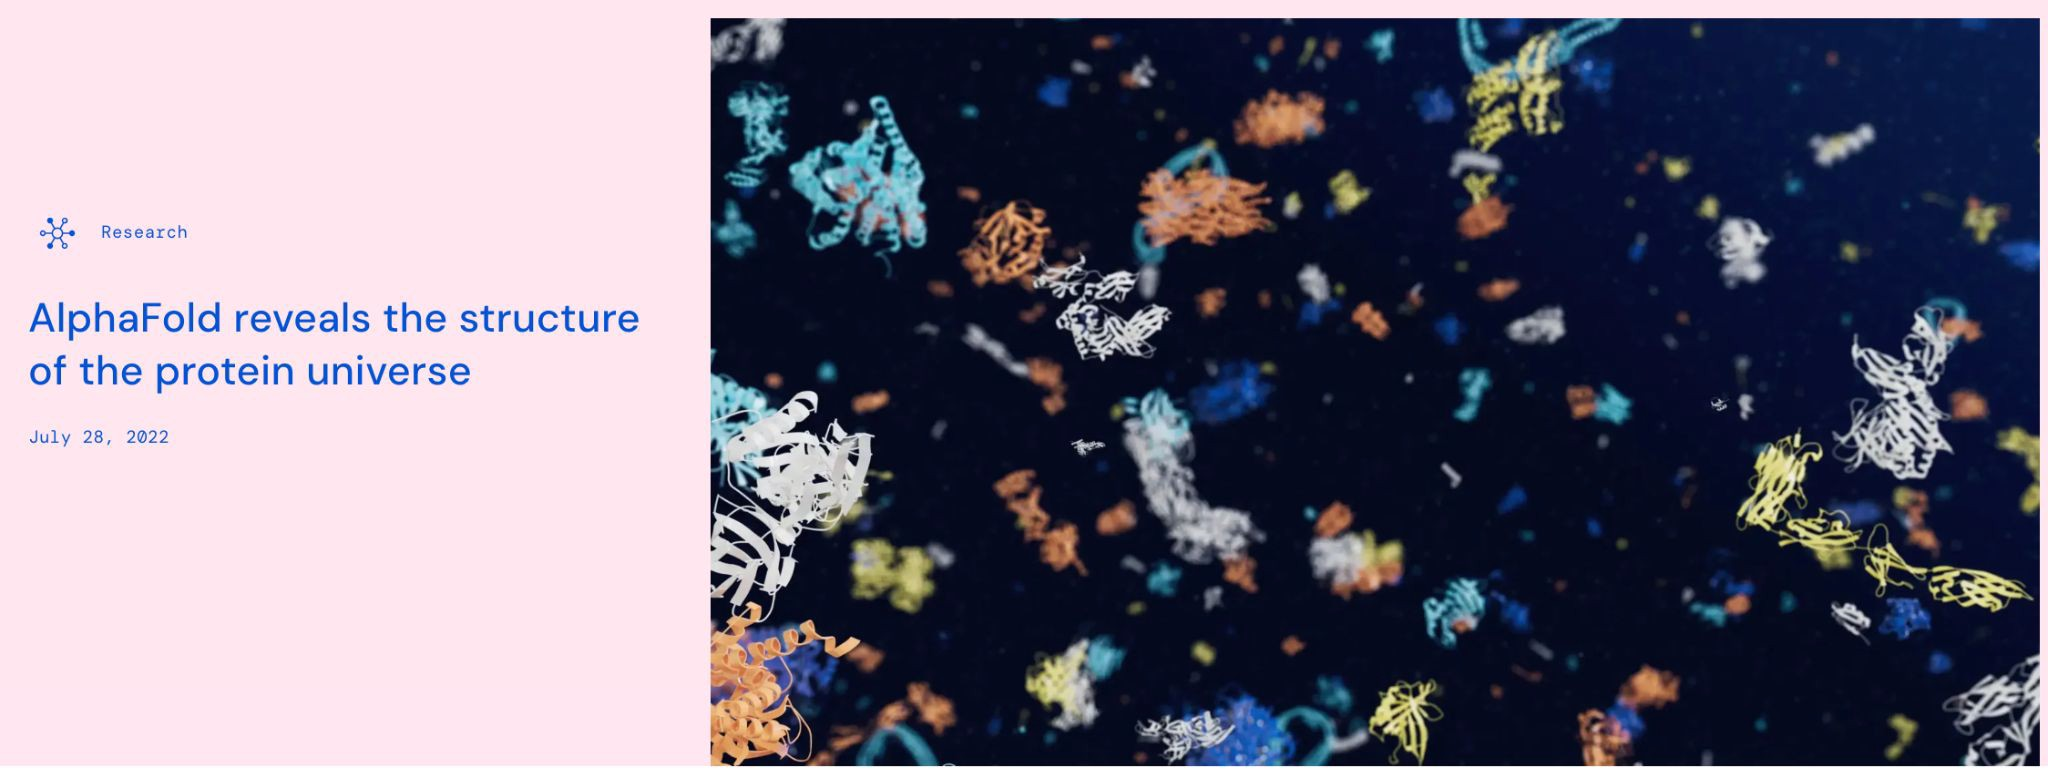 Research
AlphaFold reveals the structure
of the protein universe
July 28, 2022